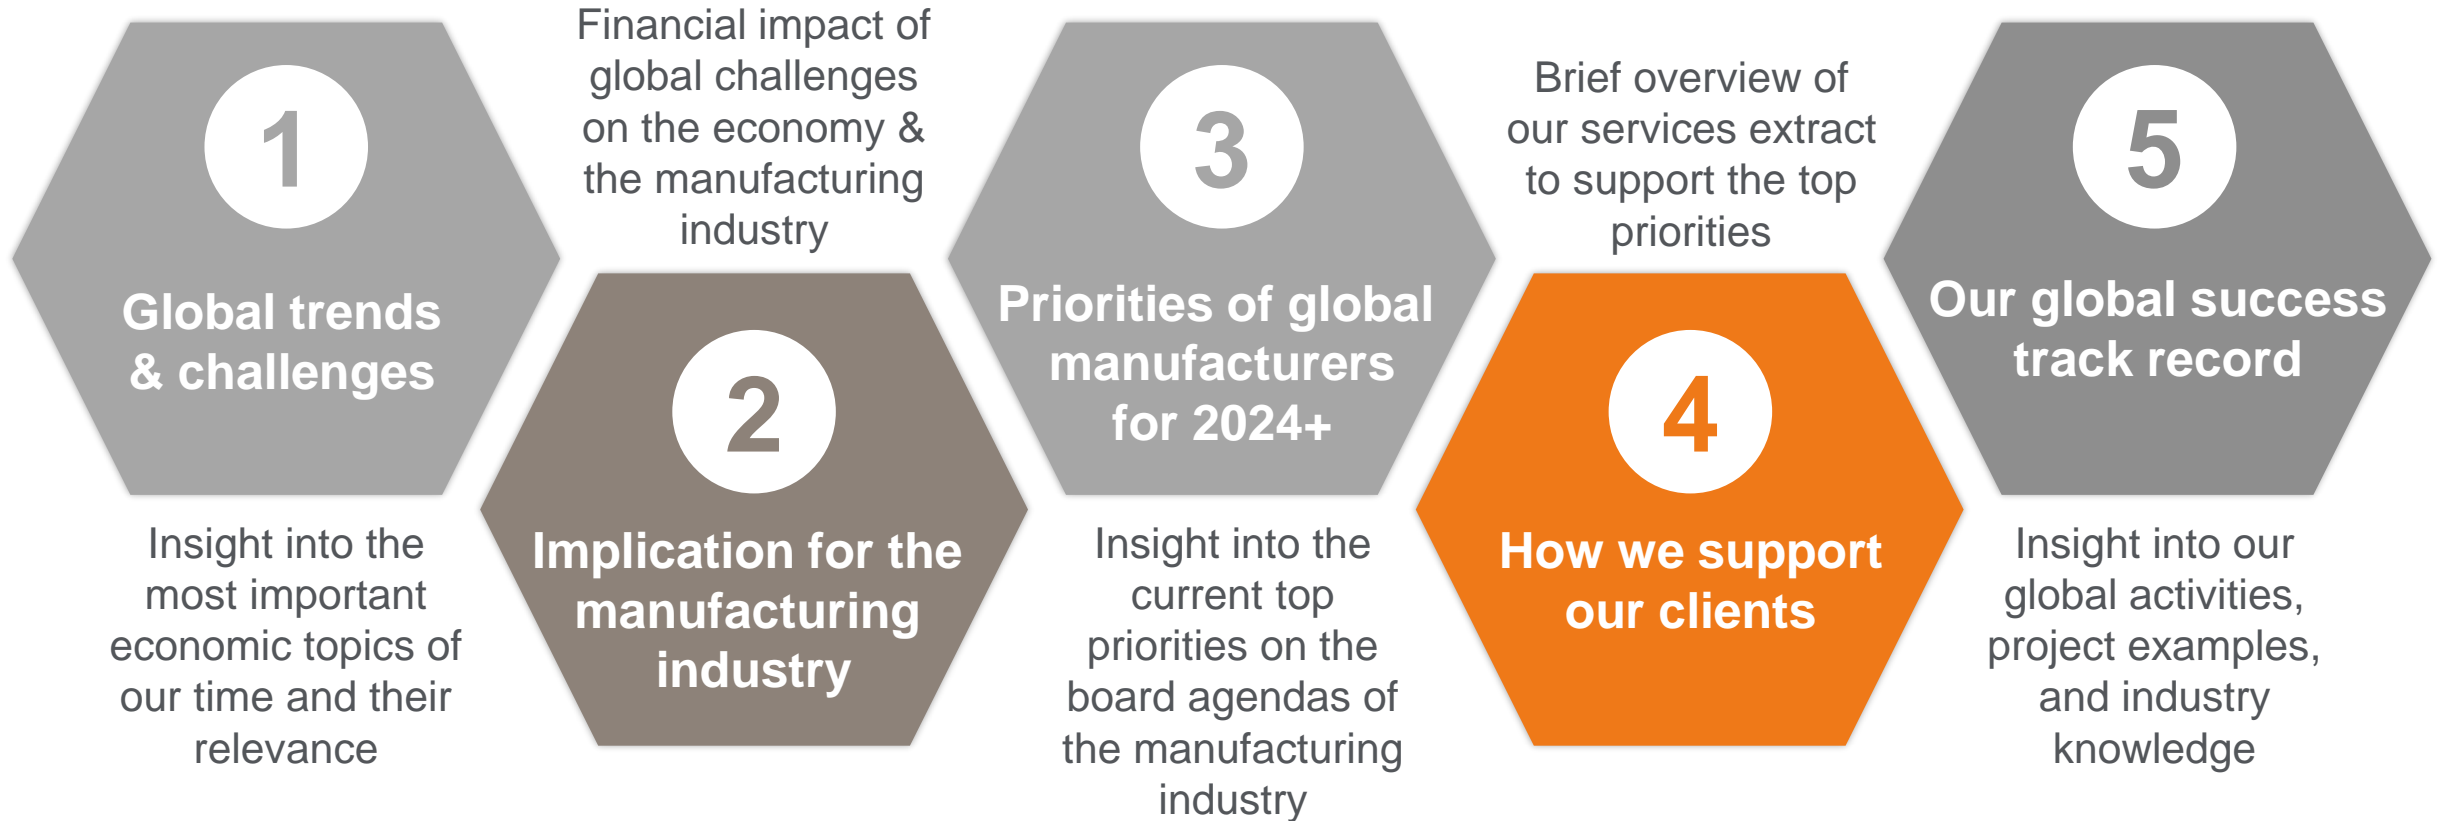 1
Global trends
& challenges
Insight into the
most important
economic topics of
our time and their
relevance
Financial impact of
global challenges
on the economy &
the manufacturing
industry
2
Implication for the
manufacturing
industry
3
Priorities of global
manufacturers
for 2024+
Insight into the
current top
priorities on the
board agendas of
the manufacturing
industry
Brief overview of
our services extract
to support the top
priorities
4
How we support
our clients
5
Our global success
track record
Insight into our
global activities,
project examples,
and industry
knowledge